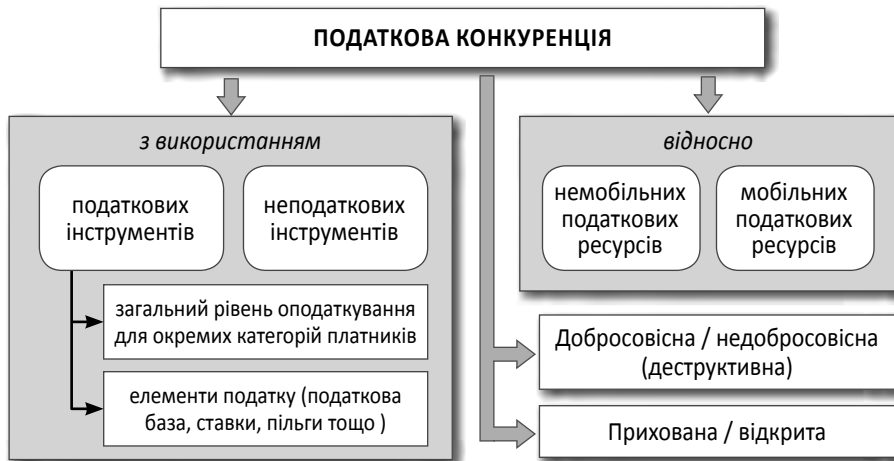 ПОДАТКОВА КОНКУРЕНЦІЯ
з використанням
податкових
інструментів
неподаткових
інструментів
загальний рівень оподаткування
для окремих категорій платників
елементи податку (податкова
база, ставки, пільги тощо )
відносно
немобільних
податкових
ресурсів
мобільних
податкових
ресурсів
Добросовісна / недобросовісна
(деструктивна)
Прихована / відкрита